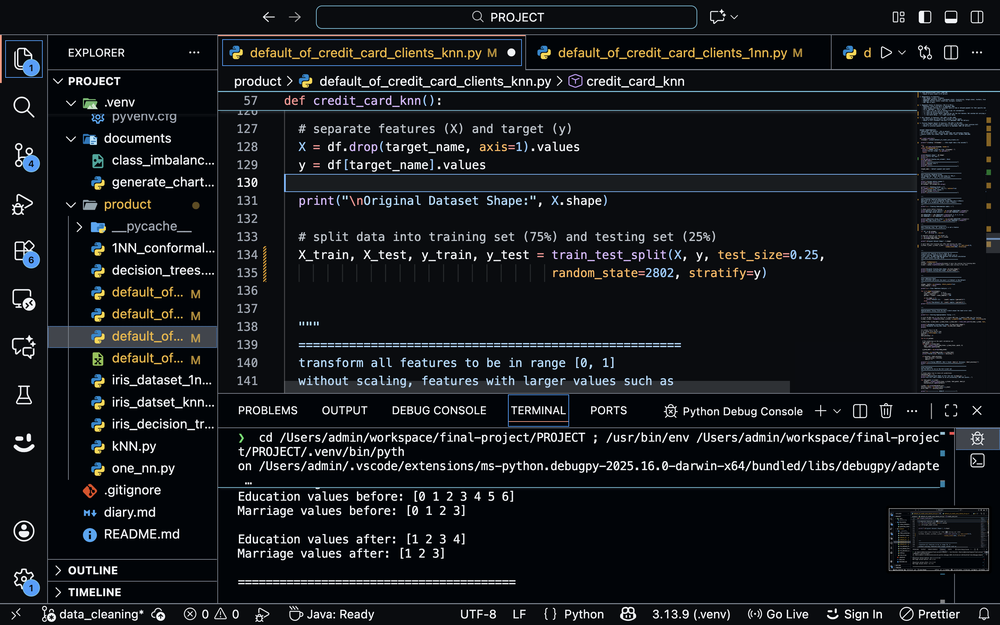 PROJECT
EXPLORER
default_of_credit_card_clients_knn.py M
default_of_credit_card_clients_1nn.py M
d
product > default_of_credit_card_clients_knn.py > credit_card_knn
PROJECT
.venv
pyvenv.cfg
documents
class_imbalanc...
generate_chart...
product
__pycache__
1NN_conformal...
decision_trees....
default_of... M
default_of... M
default_of... M
default_of... M
iris_dataset_1n...
iris_datset_knn...
iris_decision_tr...
kNN.py
one_nn.py
.gitignore
diary.md
README.md
OUTLINE
TIMELINE
1
4
6
1
57 def credit_card_knn():
126
127 # separate features (X) and target (y)
128 X = df.drop(target_name, axis=1).values
129 y = df[target_name].values
130
131 print("\nOriginal Dataset Shape:", X.shape)
132
133 # split data into training set (75%) and testing set (25%)
134 X_train, X_test, y_train, y_test = train_test_split(X, y, test_size=0.25,
135 random_state=2802, stratify=y)
136
137
138 """
139 =====================================================
140 transform all features to be in range [0, 1]
141 without scaling, features with larger values such as
PROBLEMS OUTPUT DEBUG CONSOLE TERMINAL PORTS Python Debug Console
❯ cd /Users/admin/workspace/final-project/PROJECT ; /usr/bin/env /Users/admin/workspace/final-projec
t/PROJECT/.venv/bin/pyth
on /Users/admin/.vscode/extensions/ms-python.debugpy-2025.16.0-darwin-x64/bundled/libs/debugpy/adapte
…
Education values before: [0 1 2 3 4 5 6]
Marriage values before: [0 1 2 3]
Education values after: [1 2 3 4]
Marriage values after: [1 2 3]
========================================
data_cleaning* 0 0 Java: Ready UTF-8 LF {} Python 3.13.9 (.venv) Go Live Sign In Prettier